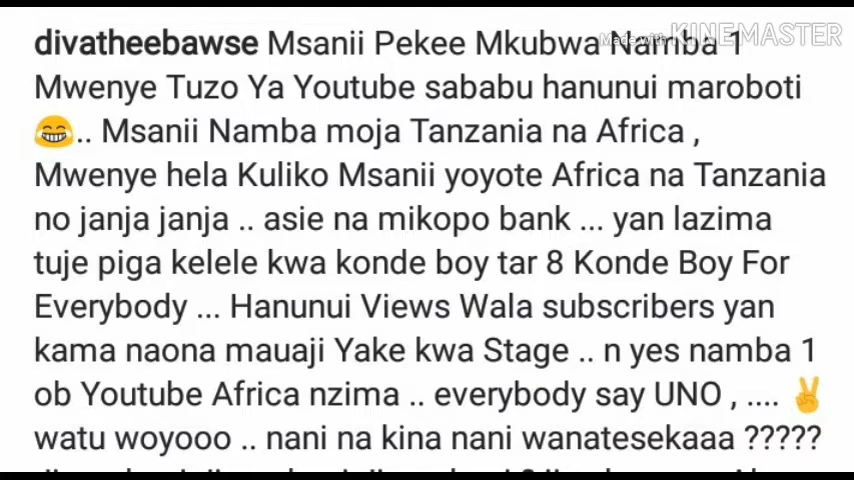 divatheebawse Msanii Pekee Mkubwa Namba 1
Made with KINEMASTER
Mwenye Tuzo Ya Youtube sababu hanunui maroboti
😂.. Msanii Namba moja Tanzania na Africa ,
Mwenye hela Kuliko Msanii yoyote Africa na Tanzania
no janja janja .. asie na mikopo bank ... yan lazima
tuje piga kelele kwa konde boy tar 8 Konde Boy For
Everybody ... Hanunui Views Wala subscribers yan
kama naona mauaji Yake kwa Stage .. n yes namba 1
ob Youtube Africa nzima .. everybody say UNO , .... ✌
watu woyooo .. nani na kina nani wanatesekaaa ?????